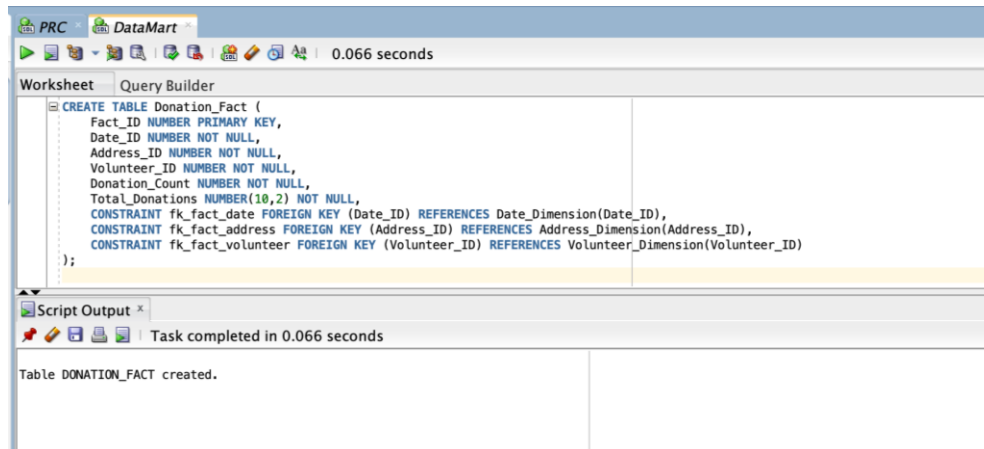 PRC DataMart
0.066 seconds
Worksheet Query Builder
CREATE TABLE Donation_Fact (
Fact_ID NUMBER PRIMARY KEY,
Date_ID NUMBER NOT NULL,
Address_ID NUMBER NOT NULL,
Volunteer_ID NUMBER NOT NULL,
Donation_Count NUMBER NOT NULL,
Total_Donations NUMBER(10,2) NOT NULL,
CONSTRAINT fk_fact_date FOREIGN KEY (Date_ID) REFERENCES Date_Dimension(Date_ID),
CONSTRAINT fk_fact_address FOREIGN KEY (Address_ID) REFERENCES Address_Dimension(Address_ID),
CONSTRAINT fk_fact_volunteer FOREIGN KEY (Volunteer_ID) REFERENCES Volunteer_Dimension(Volunteer_ID)
);
Script Output
Task completed in 0.066 seconds
Table DONATION_FACT created.